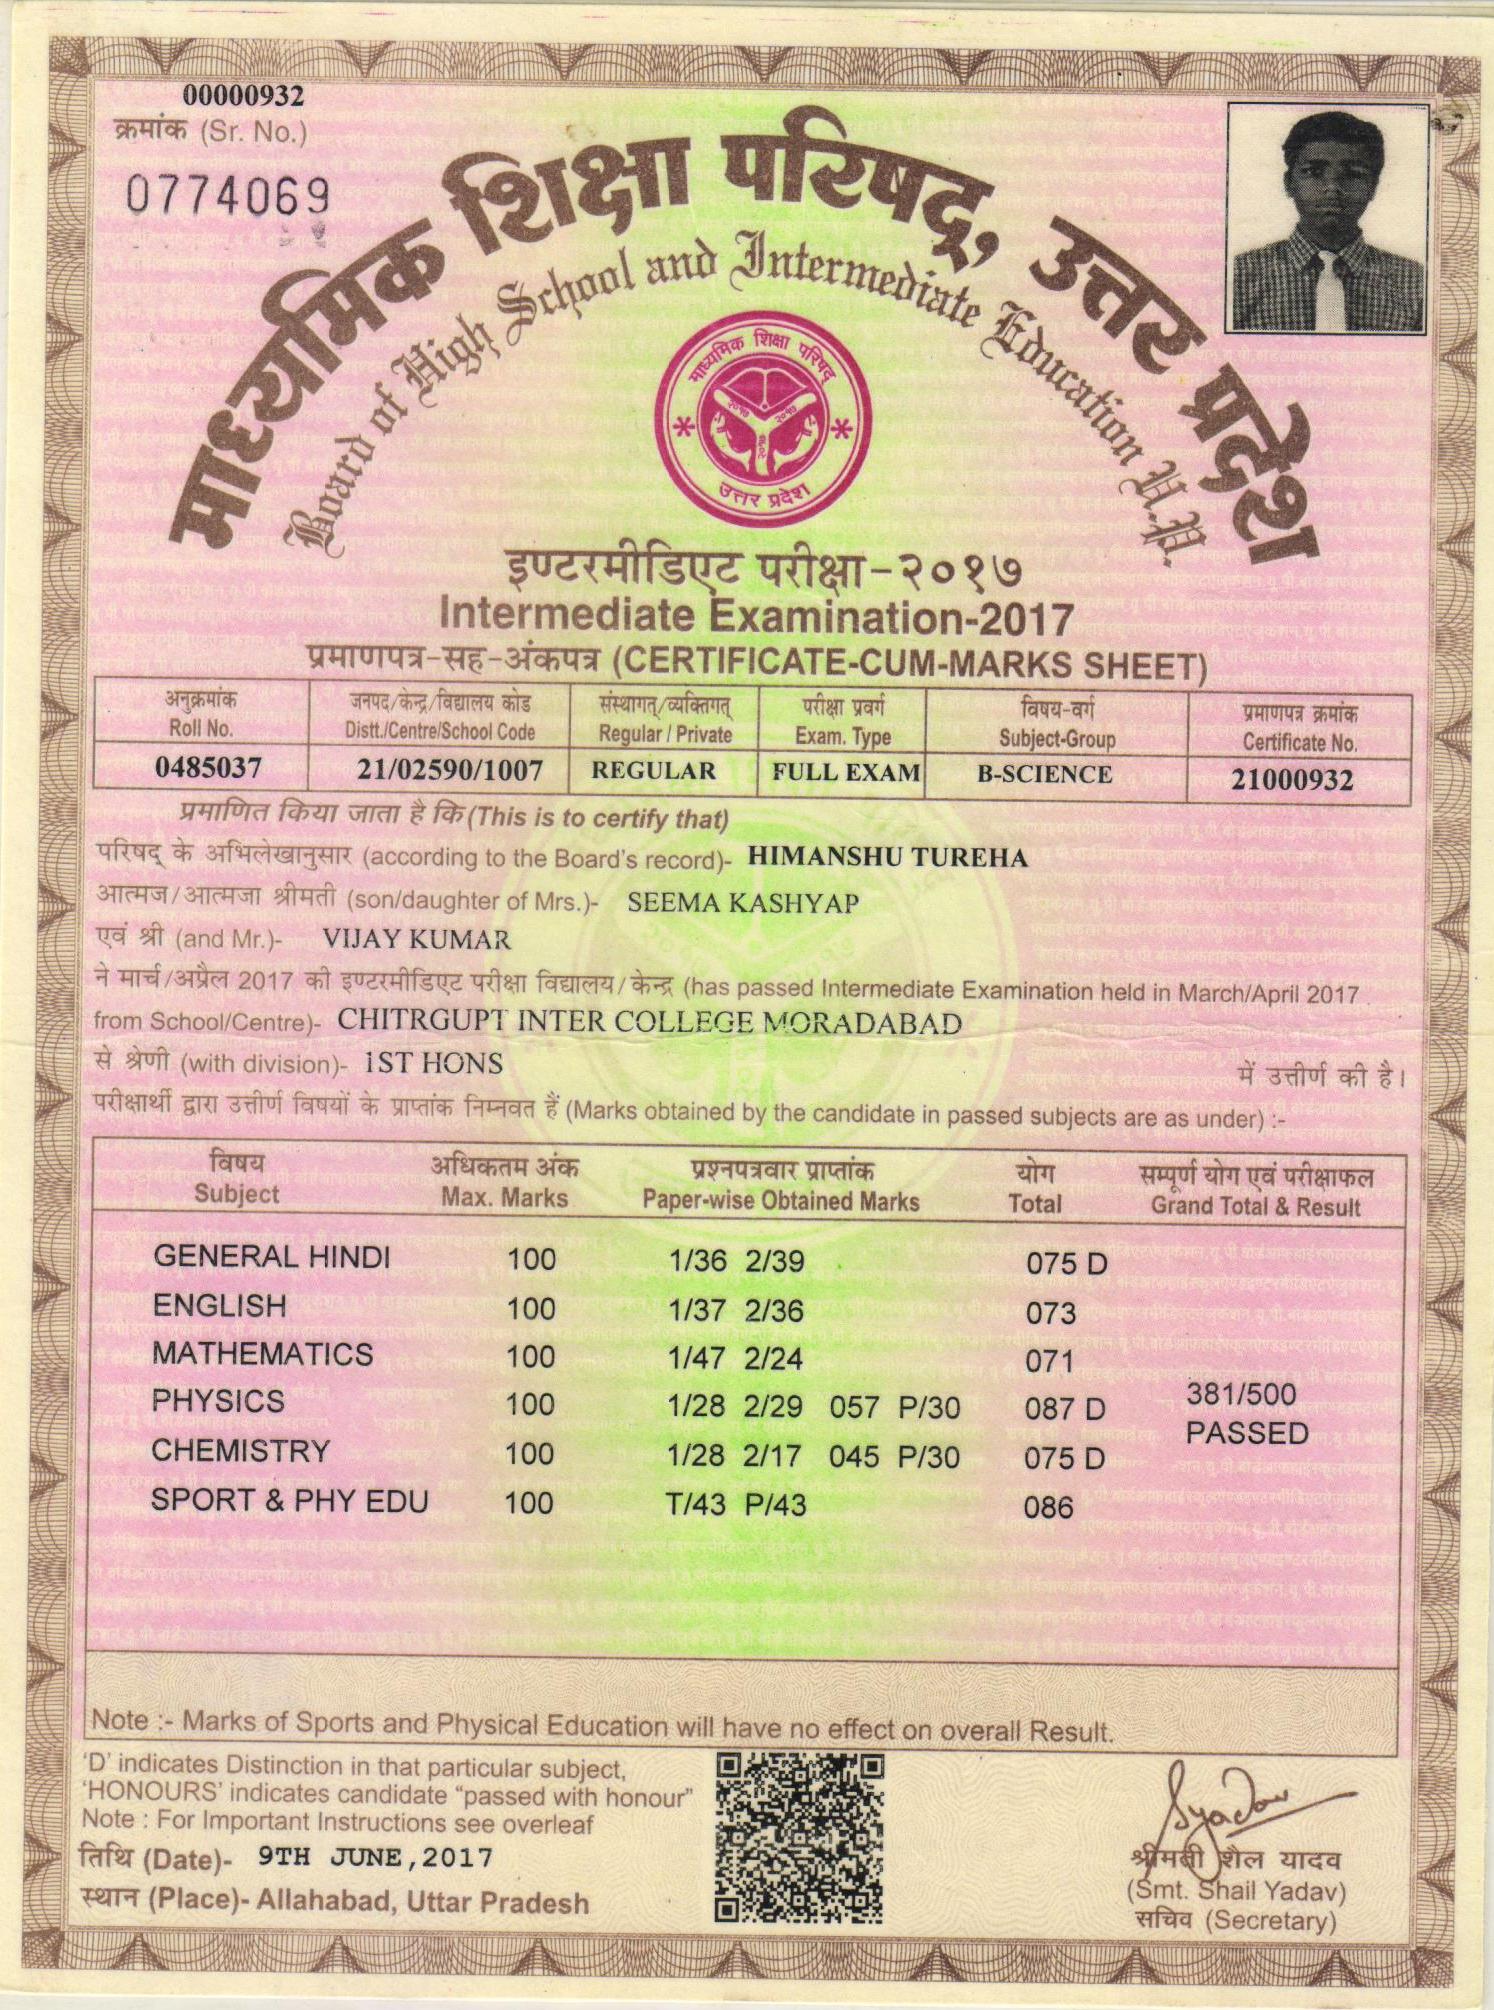 00000932
क्रमांक (Sr. No.)
0774069
माध्यमिक शिक्षा परिषद्, उत्तर प्रदेश
Board of High School and Intermediate Education U.P.
माध्यमिक शिक्षा परिषद्
उत्तर प्रदेश
इण्टरमीडिएट परीक्षा-२०१७
Intermediate Examination-2017
प्रमाणपत्र-सह-अंकपत्र (CERTIFICATE-CUM-MARKS SHEET)
अनुक्रमांक जनपद/केन्द्र/विद्यालय कोड संस्थागत्/व्यक्तिगत् परीक्षा प्रवर्ग विषय-वर्ग प्रमाणपत्र क्रमांक
Roll No. Distt./Centre/School Code Regular / Private Exam. Type Subject-Group Certificate No.
0485037 21/02590/1007 REGULAR FULL EXAM B-SCIENCE 21000932
प्रमाणित किया जाता है कि (This is to certify that)
परिषद् के अभिलेखानुसार (according to the Board's record)- HIMANSHU TUREHA
आत्मज/आत्मजा श्रीमती (son/daughter of Mrs.)- SEEMA KASHYAP
एवं श्री (and Mr.)- VIJAY KUMAR
ने मार्च/अप्रैल 2017 की इण्टरमीडिएट परीक्षा विद्यालय/केन्द्र (has passed Intermediate Examination held in March/April 2017
from School/Centre)- CHITRGUPT INTER COLLEGE MORADABAD
से श्रेणी (with division)- 1ST HONS में उत्तीर्ण की है।
परीक्षार्थी द्वारा उत्तीर्ण विषयों के प्राप्तांक निम्नवत हैं (Marks obtained by the candidate in passed subjects are as under) :-
विषय अधिकतम अंक प्रश्नपत्रवार प्राप्तांक योग सम्पूर्ण योग एवं परीक्षाफल
Subject Max. Marks Paper-wise Obtained Marks Total Grand Total & Result
GENERAL HINDI 100 1/36 2/39 075 D
ENGLISH 100 1/37 2/36 073
MATHEMATICS 100 1/47 2/24 071
PHYSICS 100 1/28 2/29 057 P/30 087 D 381/500
PASSED
CHEMISTRY 100 1/28 2/17 045 P/30 075 D
SPORT & PHY EDU 100 T/43 P/43 086
Note :- Marks of Sports and Physical Education will have no effect on overall Result.
'D' indicates Distinction in that particular subject,
'HONOURS' indicates candidate "passed with honour"
Note : For Important Instructions see overleaf
तिथि (Date)- 9TH JUNE,2017
स्थान (Place)- Allahabad, Uttar Pradesh
Syadav
श्रीमती शैल यादव
(Smt. Shail Yadav)
सचिव (Secretary)